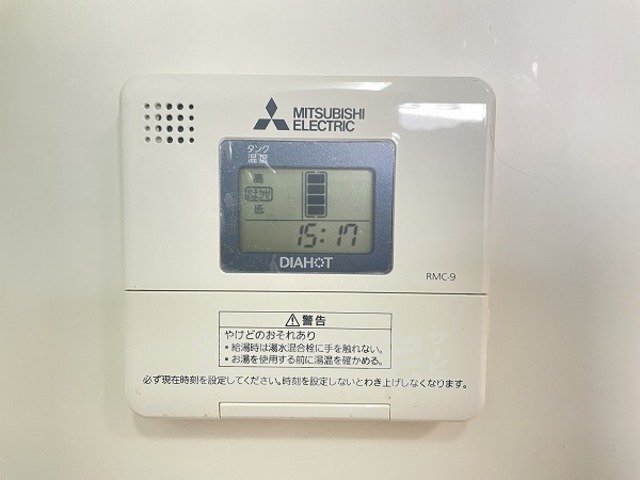 MITSUBISHI
ELECTRIC
タンク
温度
高
低
15:17
DIAHOT
RMC-9
⚠警告
やけどのおそれあり
・給湯時は湯水混合栓に手を触れない。
・お湯を使用する前に湯温を確かめる。
必ず現在時刻を設定してください。時刻を設定しないとわき上げしなくなります。